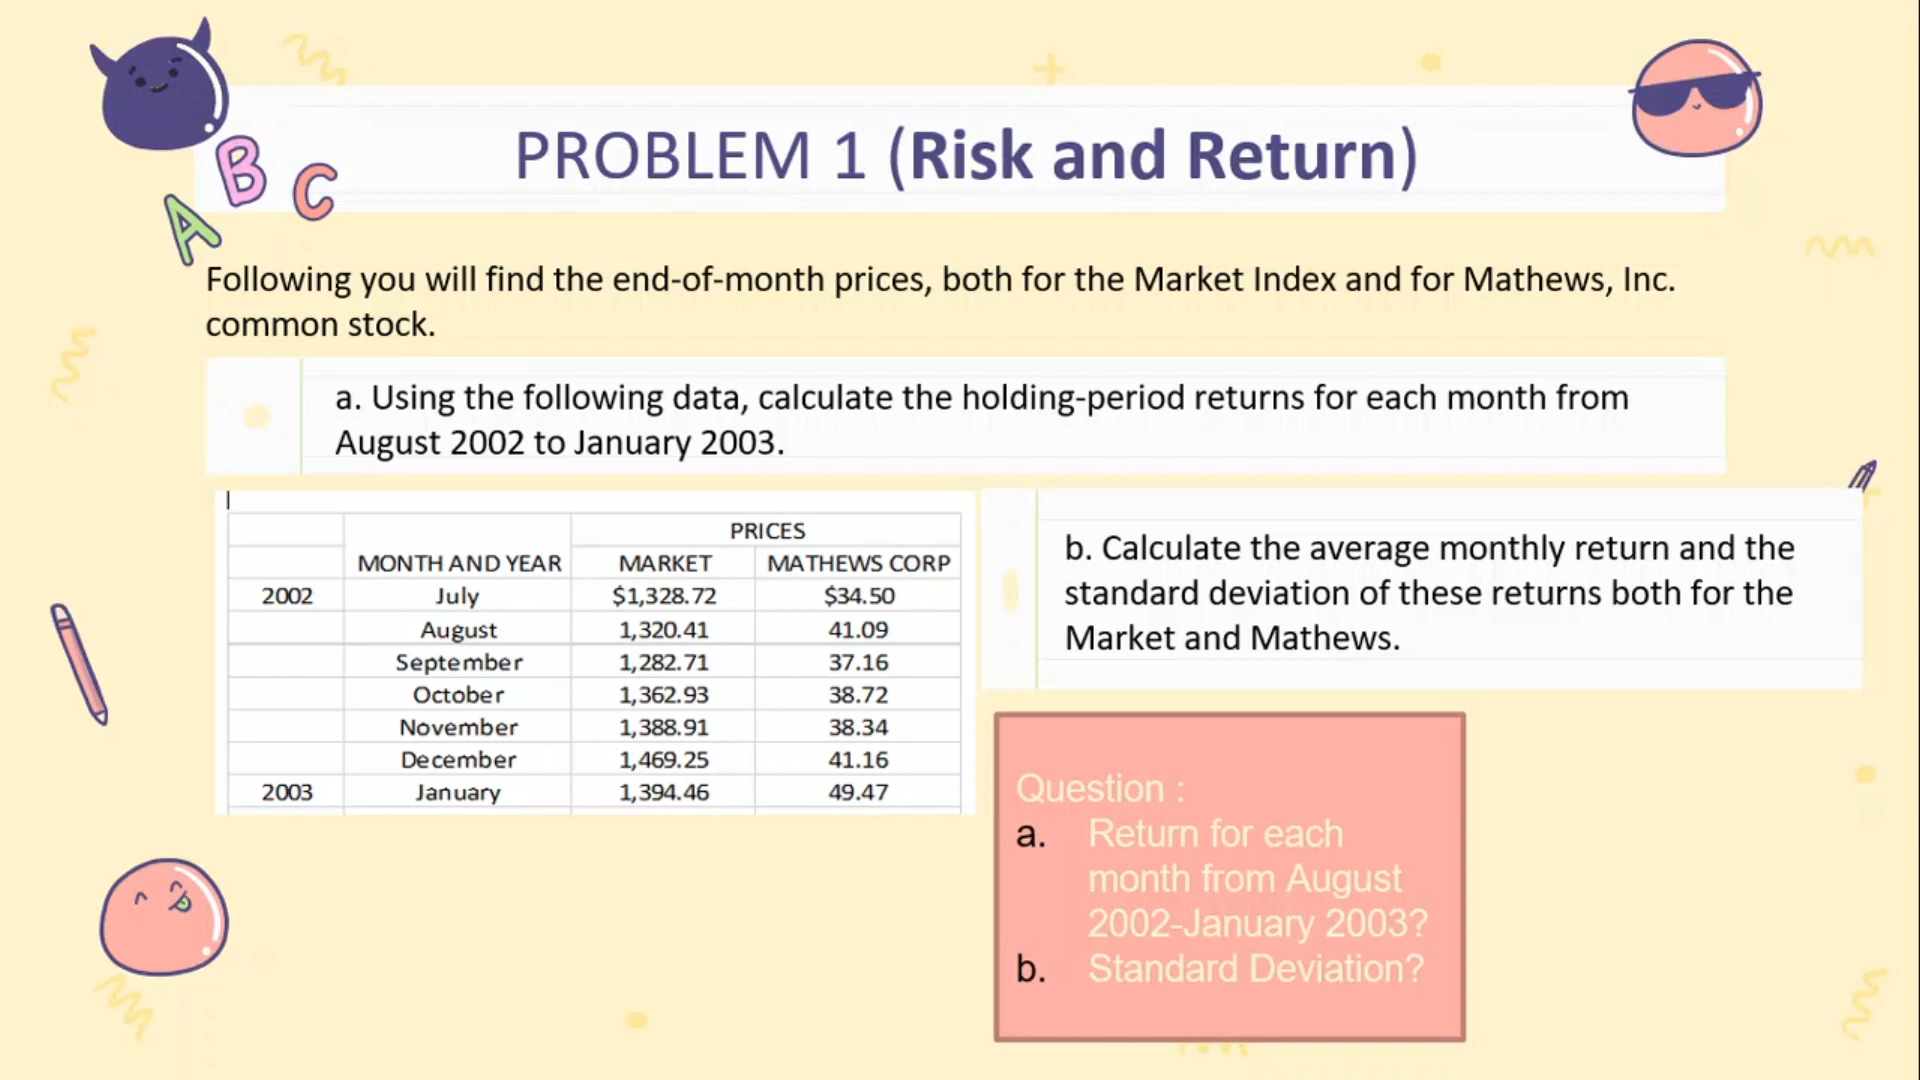 A B C
PROBLEM 1 (Risk and Return)
Following you will find the end-of-month prices, both for the Market Index and for Mathews, Inc.
common stock.
a. Using the following data, calculate the holding-period returns for each month from
August 2002 to January 2003.
PRICES
MONTH AND YEAR MARKET MATHEWS CORP
2002 July $1,328.72 $34.50
August 1,320.41 41.09
September 1,282.71 37.16
October 1,362.93 38.72
November 1,388.91 38.34
December 1,469.25 41.16
2003 January 1,394.46 49.47
b. Calculate the average monthly return and the
standard deviation of these returns both for the
Market and Mathews.
Question :
a. Return for each
month from August
2002-January 2003?
b. Standard Deviation?